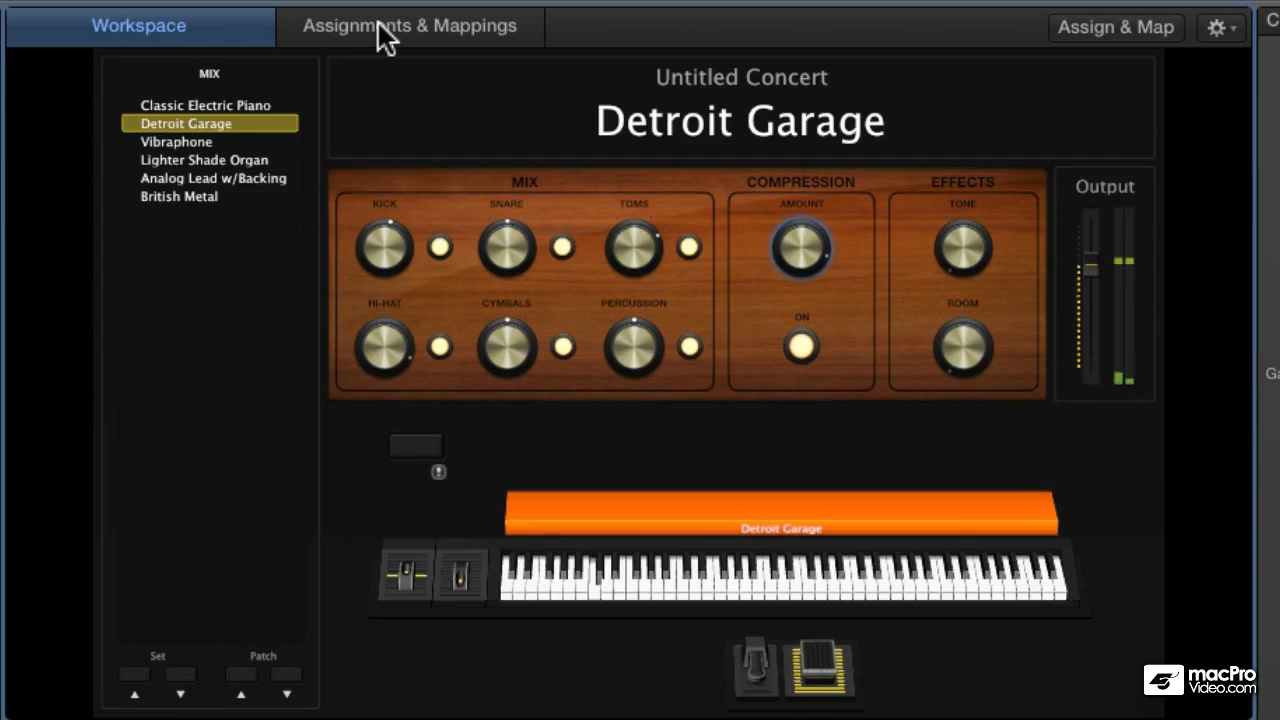 Workspace
Assignments & Mappings
Assign & Map
MIX
Classic Electric Piano
Detroit Garage
Vibraphone
Lighter Shade Organ
Analog Lead w/Backing
British Metal
Set
Patch
Untitled Concert
Detroit Garage
MIX
COMPRESSION
EFFECTS
KICK
SNARE
TOMS
AMOUNT
TONE
HI-HAT
CYMBALS
PERCUSSION
ON
ROOM
Output
Detroit Garage
macPro
Video.com